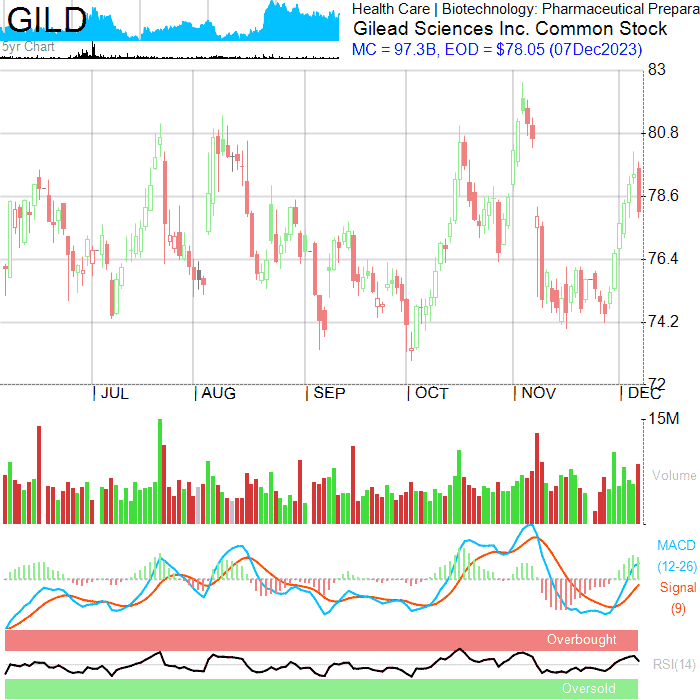 GILD
5yr Chart
Health Care | Biotechnology: Pharmaceutical Prepara
Gilead Sciences Inc. Common Stock
MC = 97.3B, EOD = $78.05 (07Dec2023)
83
80.8
78.6
76.4
74.2
72
| JUL | AUG | SEP | OCT | NOV | DEC
15M
Volume
MACD
(12-26)
Signal
(9)
Overbought
RSI(14)
Oversold